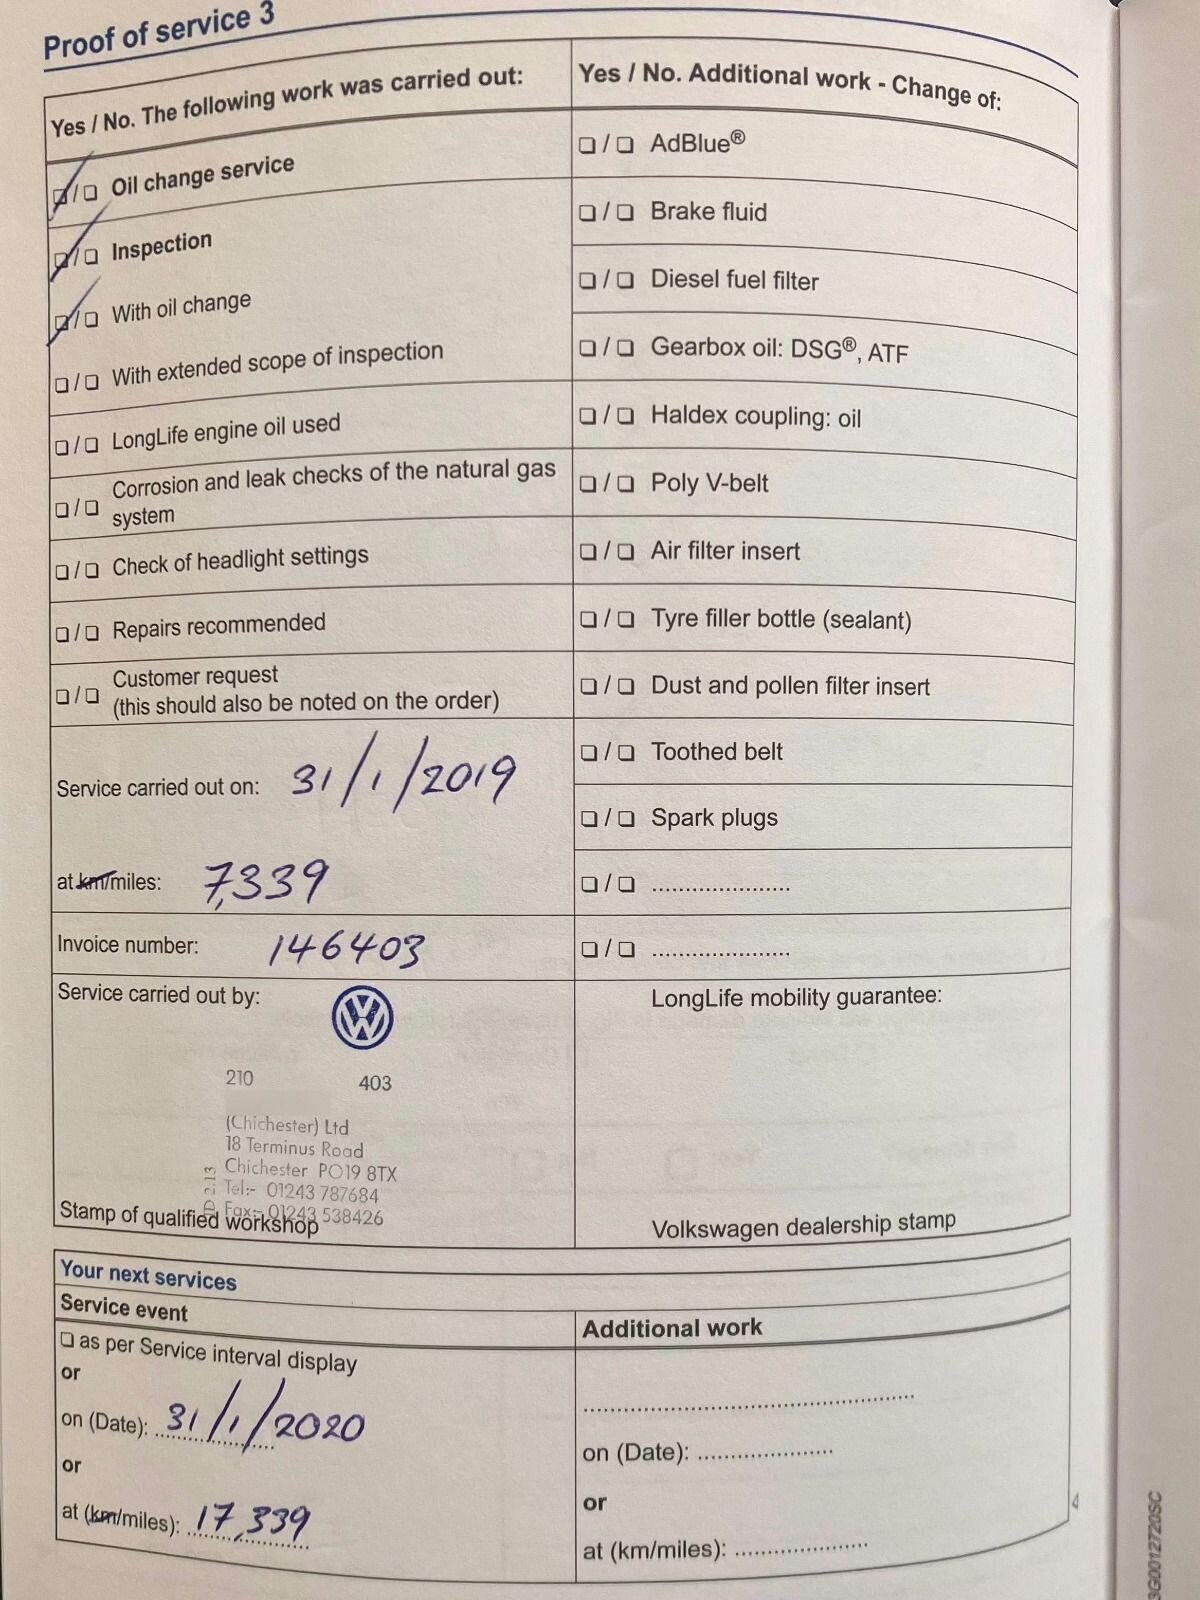 Proof of service 3
Yes / No. The following work was carried out:
❏/❏ Oil change service
❏/❏ Inspection
❏/❏ With oil change
❏/❏ With extended scope of inspection
❏/❏ LongLife engine oil used
❏/❏ Corrosion and leak checks of the natural gas
system
❏/❏ Check of headlight settings
❏/❏ Repairs recommended
❏/❏ Customer request
(this should also be noted on the order)
Service carried out on: 31/1/2019
at km/miles: 7,339
Invoice number: 146403
Service carried out by:
VW
210 403
(Chichester) Ltd
18 Terminus Road
Chichester PO19 8TX
Tel:- 01243 787684
Fax:- 01243 538426
Stamp of qualified workshop
Yes / No. Additional work - Change of:
❏/❏ AdBlue®
❏/❏ Brake fluid
❏/❏ Diesel fuel filter
❏/❏ Gearbox oil: DSG®, ATF
❏/❏ Haldex coupling: oil
❏/❏ Poly V-belt
❏/❏ Air filter insert
❏/❏ Tyre filler bottle (sealant)
❏/❏ Dust and pollen filter insert
❏/❏ Toothed belt
❏/❏ Spark plugs
❏/❏ ......................
❏/❏ ......................
LongLife mobility guarantee:
Volkswagen dealership stamp
Your next services
Service event
❏ as per Service interval display
or
on (Date): 31/1/2020
or
at (km/miles): 17,339
Additional work
.....................................................
on (Date): .....................
or
at (km/miles): .....................
3G0012720SC